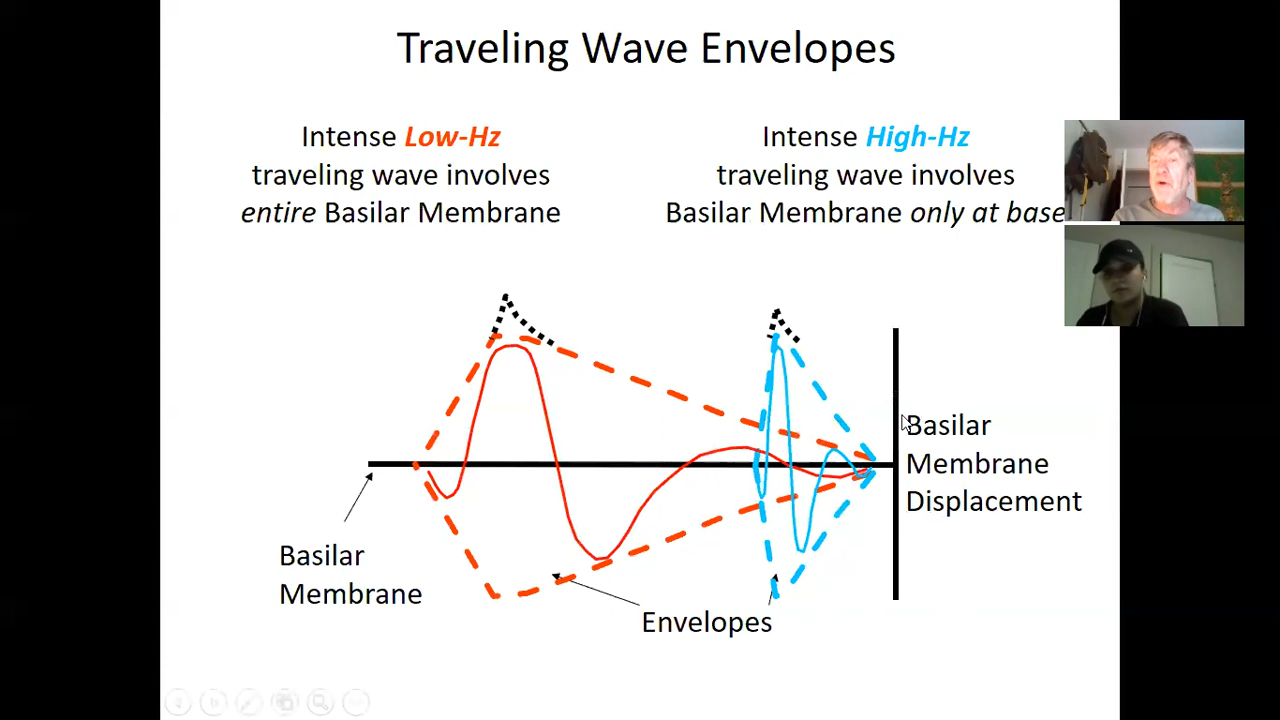 Traveling Wave Envelopes
Intense Low-Hz
traveling wave involves
entire Basilar Membrane
Intense High-Hz
traveling wave involves
Basilar Membrane only at base
Basilar
Membrane
Displacement
Basilar
Membrane
Envelopes